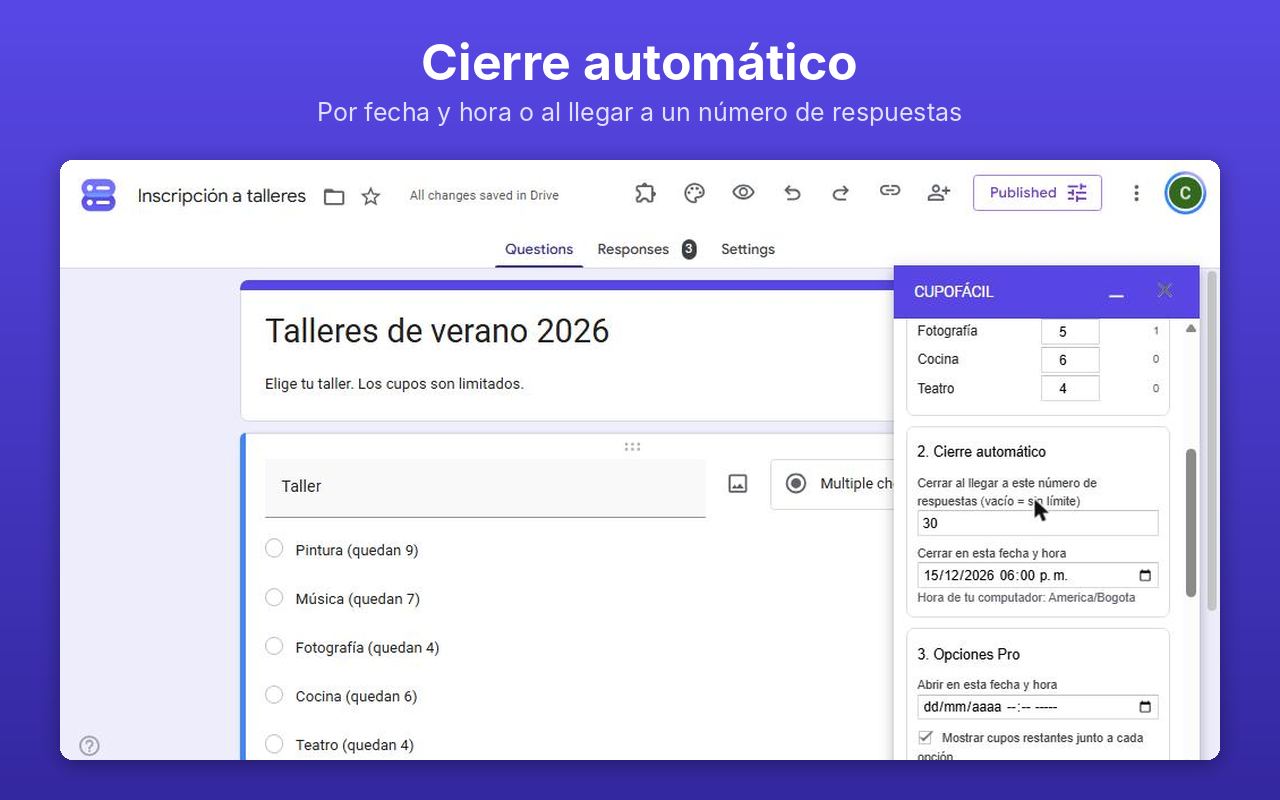 Cierre automático
Por fecha y hora o al llegar a un número de respuestas
Inscripción a talleres
All changes saved in Drive
Published
C
Questions
Responses 3
Settings
CUPOFÁCIL
Talleres de verano 2026
Elige tu taller. Los cupos son limitados.
Taller
Multiple ch
Pintura (quedan 9)
Música (quedan 7)
Fotografía (quedan 4)
Cocina (quedan 6)
Teatro (quedan 4)
Fotografía 5 1
Cocina 6 0
Teatro 4 0
2. Cierre automático
Cerrar al llegar a este número de
respuestas (vacío = sin límite)
30
Cerrar en esta fecha y hora
15/12/2026 06:00 p. m.
Hora de tu computador: America/Bogota
3. Opciones Pro
Abrir en esta fecha y hora
dd/mm/aaaa --:-- -----
Mostrar cupos restantes junto a cada
opción